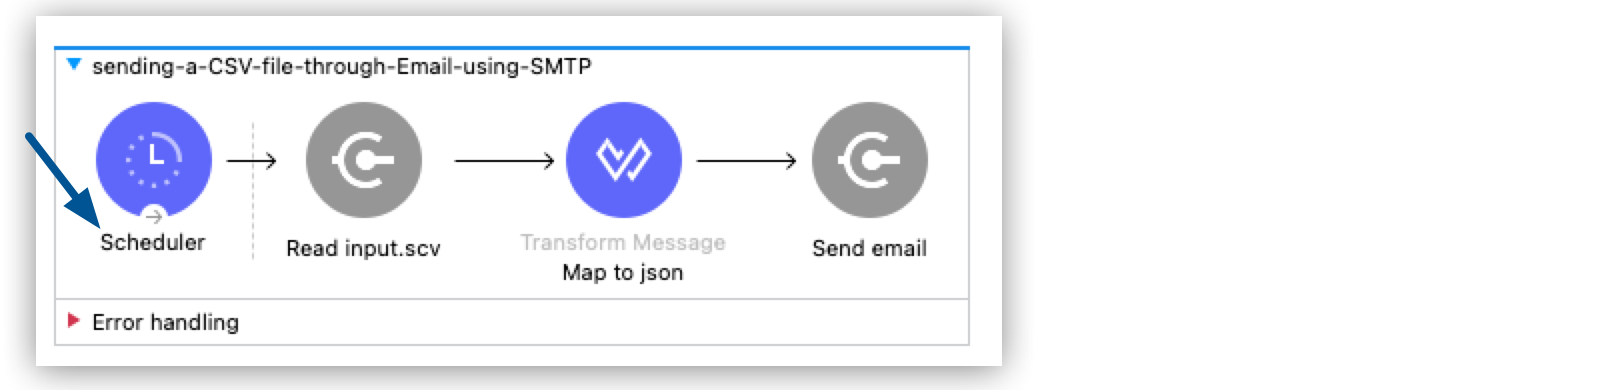 sending-a-CSV-file-through-Email-using-SMTP
Scheduler
Read input.scv
Transform Message
Map to json
Send email
Error handling